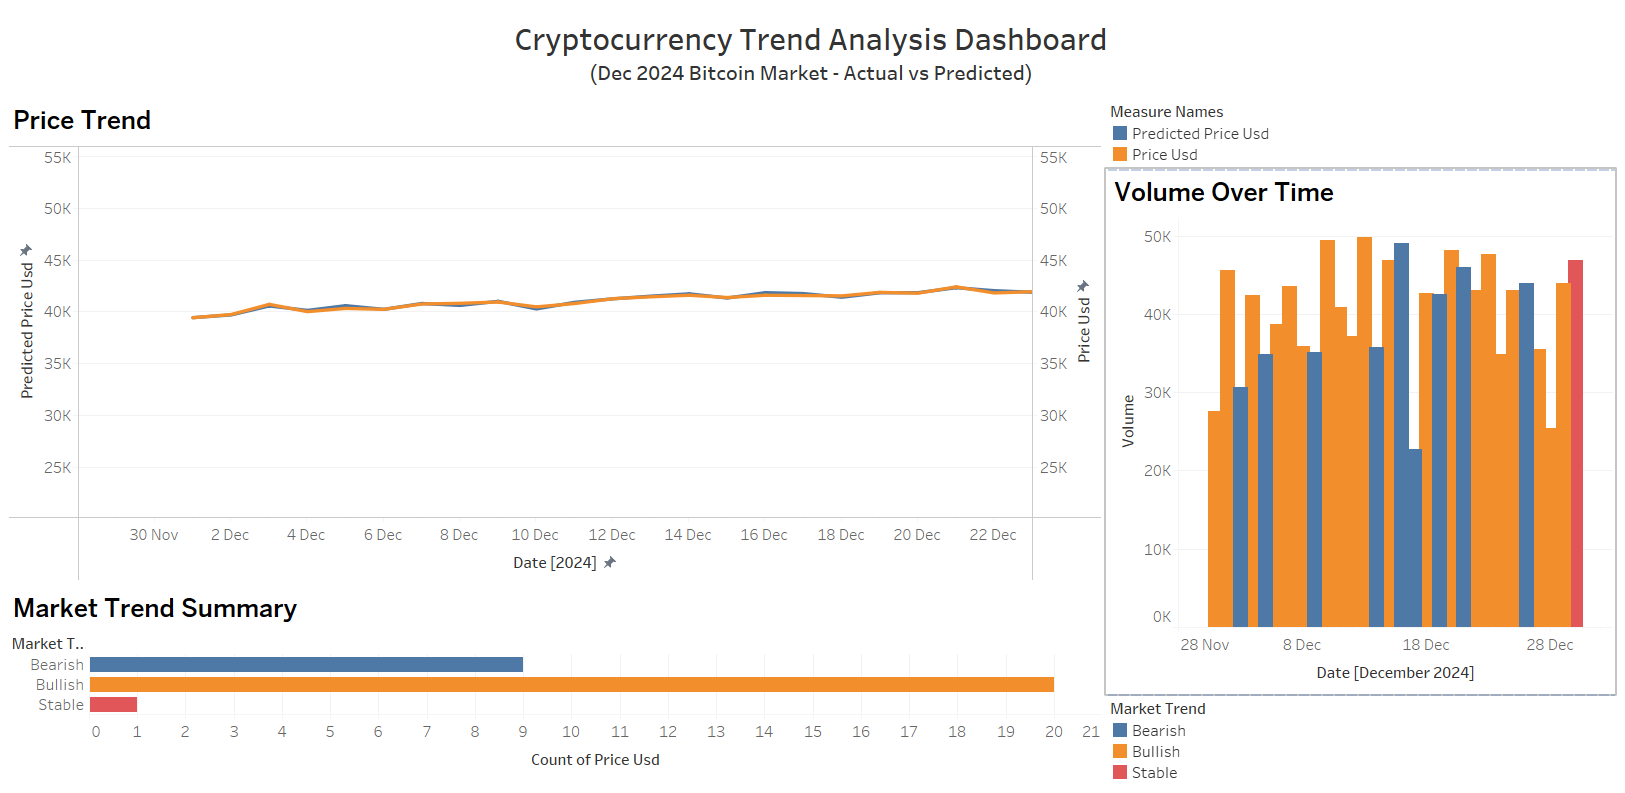 Cryptocurrency Trend Analysis Dashboard
(Dec 2024 Bitcoin Market - Actual vs Predicted)
Price Trend
55K
50K
45K
40K
35K
30K
25K
Predicted Price Usd
55K
50K
45K
40K
35K
30K
25K
Price Usd
30 Nov 2 Dec 4 Dec 6 Dec 8 Dec 10 Dec 12 Dec 14 Dec 16 Dec 18 Dec 20 Dec 22 Dec
Date [2024]
Market Trend Summary
Market T..
Bearish
Bullish
Stable
0 1 2 3 4 5 6 7 8 9 10 11 12 13 14 15 16 17 18 19 20 21
Count of Price Usd
Measure Names
Predicted Price Usd
Price Usd
Volume Over Time
50K
40K
30K
20K
10K
0K
Volume
28 Nov 8 Dec 18 Dec 28 Dec
Date [December 2024]
Market Trend
Bearish
Bullish
Stable